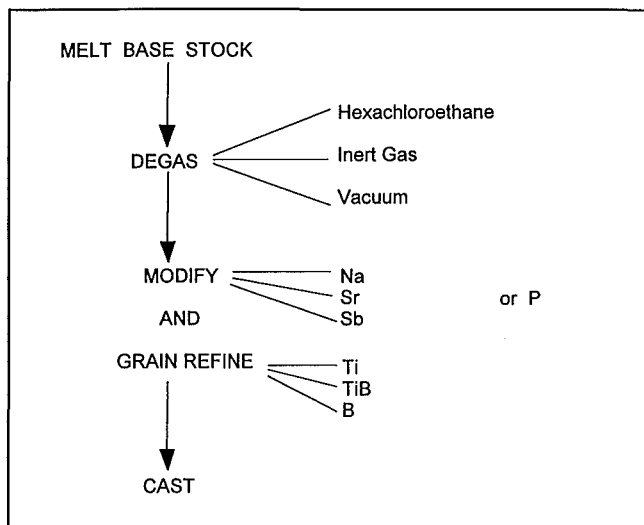 MELT BASE STOCK
Hexachloroethane
DEGAS
Inert Gas
Vacuum
MODIFY
Na
Sr
or P
Sb
AND
GRAIN REFINE
Ti
TiB
B
CAST